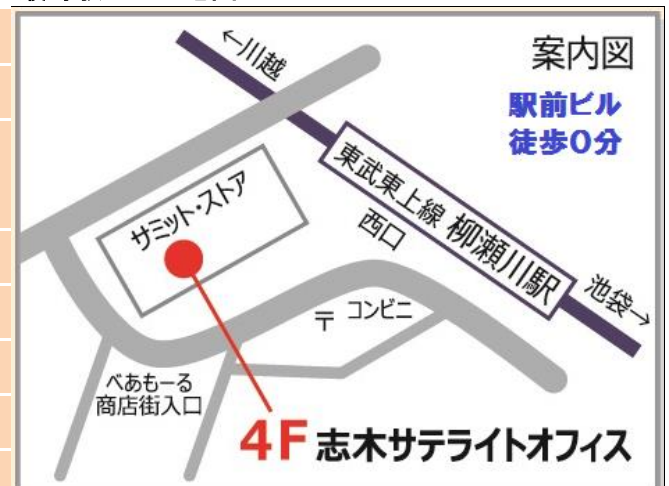 案内図
駅前ビル
徒歩0分
←川越
東武東上線 柳瀬川駅
西口
池袋→
サミット・ストア
〒 コンビニ
べあもーる
商店街入口
4F 志木サテライトオフィス